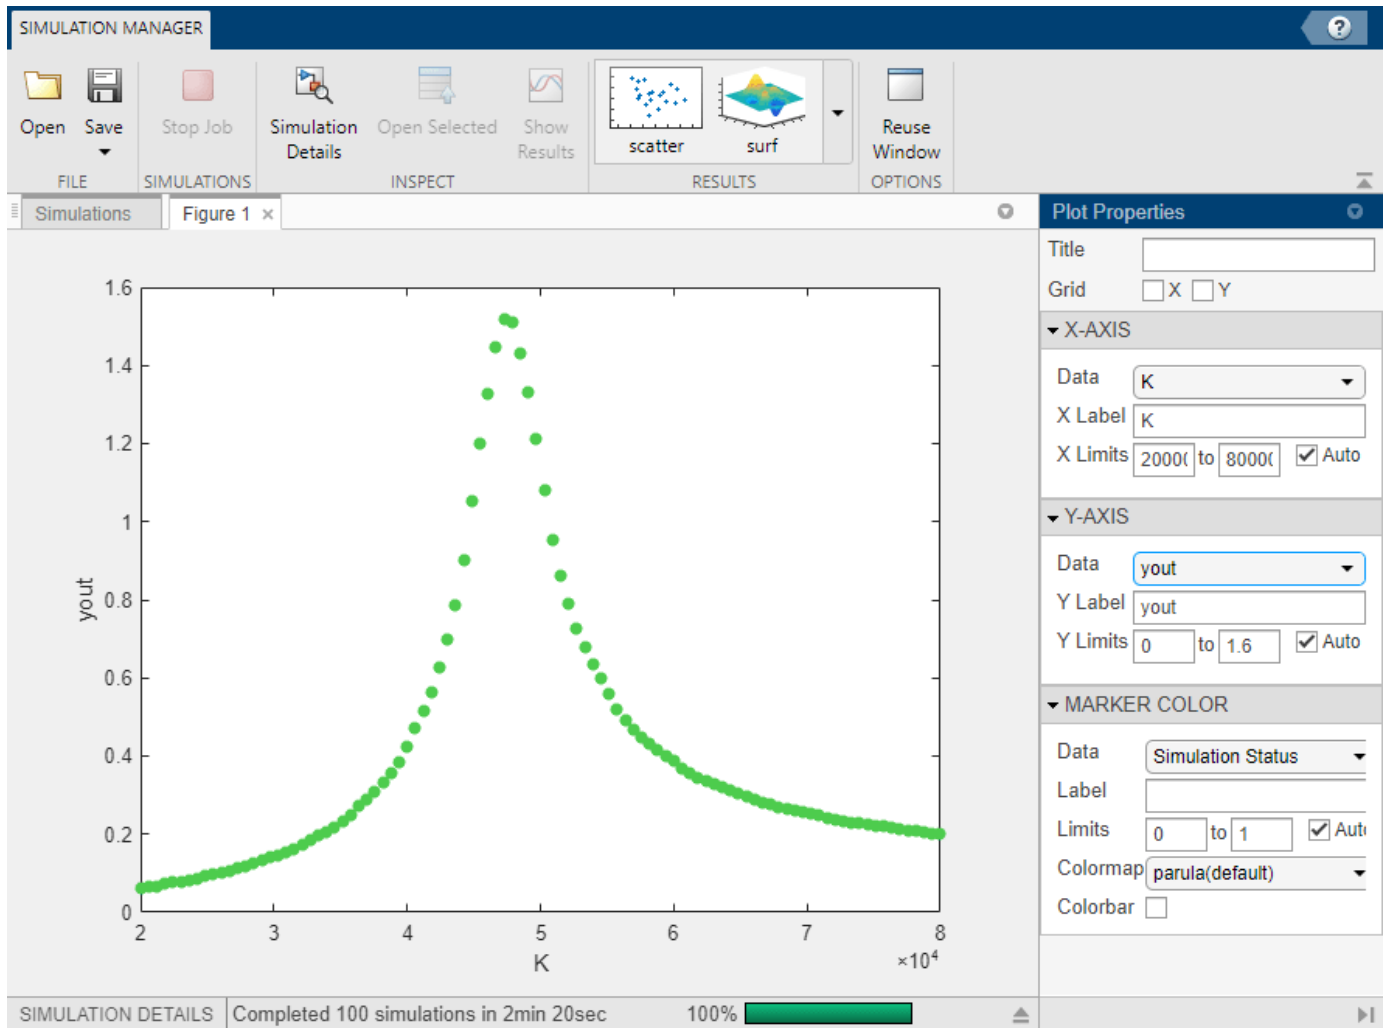 SIMULATION MANAGER
?
Open Save Stop Job Simulation Details Open Selected Show Results scatter surf Reuse Window
FILE SIMULATIONS INSPECT RESULTS OPTIONS
Simulations Figure 1 × Plot Properties
Title
Grid X Y
X-AXIS
Data K
X Label K
X Limits 2000( to 8000( Auto
Y-AXIS
Data yout
Y Label yout
Y Limits 0 to 1.6 Auto
MARKER COLOR
Data Simulation Status
Label
Limits 0 to 1 Auto
Colormap parula(default)
Colorbar
1.6
1.4
1.2
1
0.8
0.6
0.4
0.2
0
yout
2 3 4 5 6 7 8
K
×10⁴
SIMULATION DETAILS Completed 100 simulations in 2min 20sec 100%